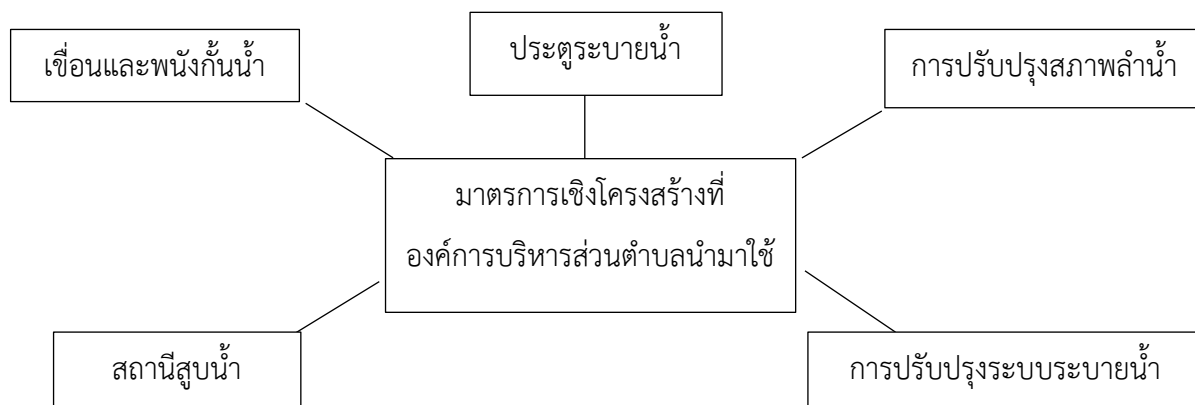 เขื่อนและพนังกั้นน้ำ
ประตูระบายน้ำ
การปรับปรุงสภาพลำน้ำ
มาตรการเชิงโครงสร้างที่
องค์การบริหารส่วนตำบลนำมาใช้
สถานีสูบน้ำ
การปรับปรุงระบบระบายน้ำ